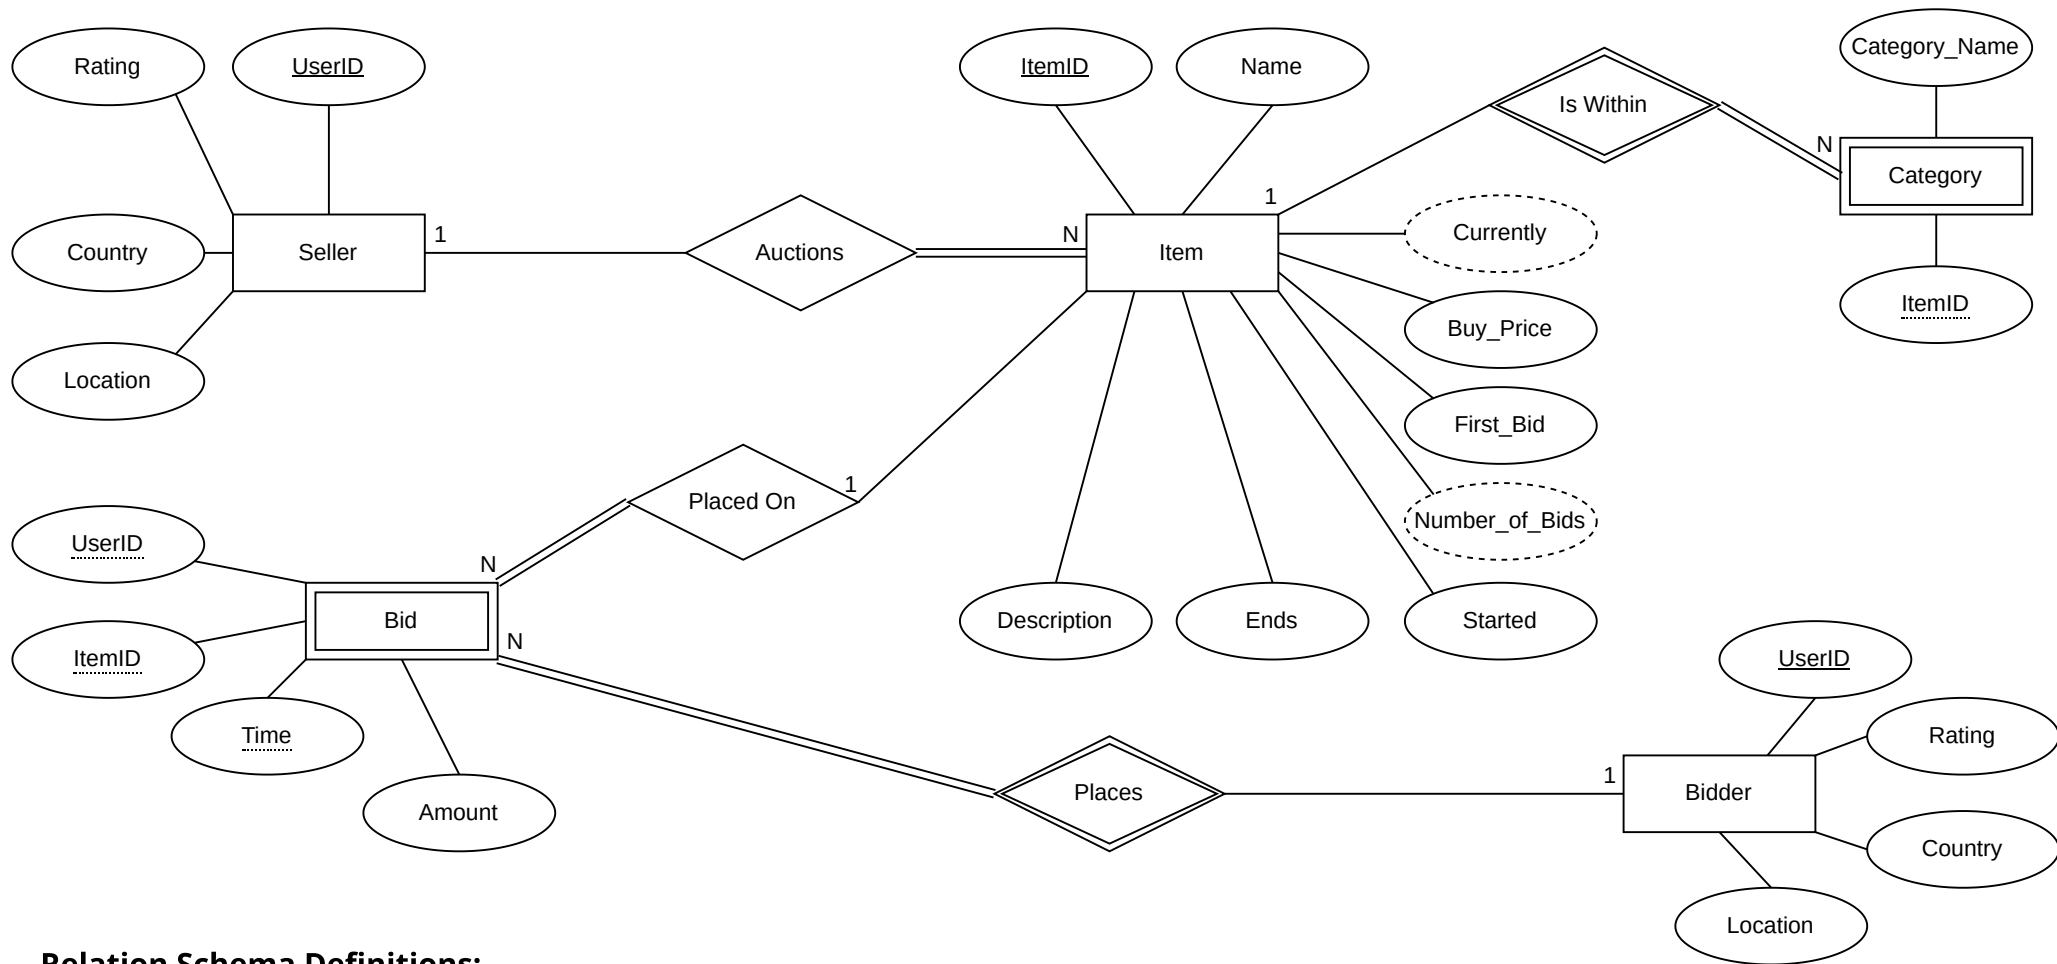 Rating
UserID
ItemID
Name
Category_Name
Is Within
N
Category
1
Currently
Country
Seller
1
Auctions
N
Item
ItemID
Buy_Price
Location
First_Bid
1
Placed On
Number_of_Bids
UserID
N
Bid
Description
Ends
Started
N
ItemID
UserID
Time
Rating
1
Places
Bidder
Amount
Country
Location
Relation Schema Definitions: